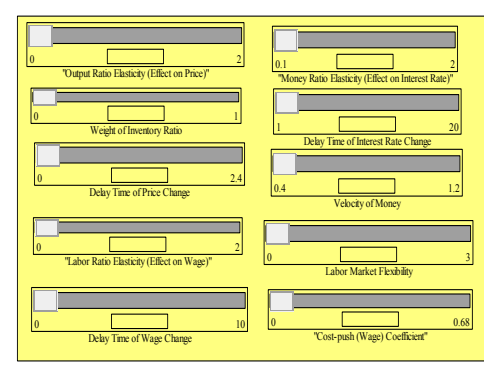 0 2
"Output Ratio Elasticity (Effect on Price)"
0 1
Weight of Inventory Ratio
0 2.4
Delay Time of Price Change
0 2
"Labor Ratio Elasticity (Effect on Wage)"
0 10
Delay Time of Wage Change
0.1 2
"Money Ratio Elasticity (Effect on Interest Rate)"
1 20
Delay Time of Interest Rate Change
0.4 1.2
Velocity of Money
0 3
Labor Market Flexibility
0 0.68
"Cost-push (Wage) Coefficient"